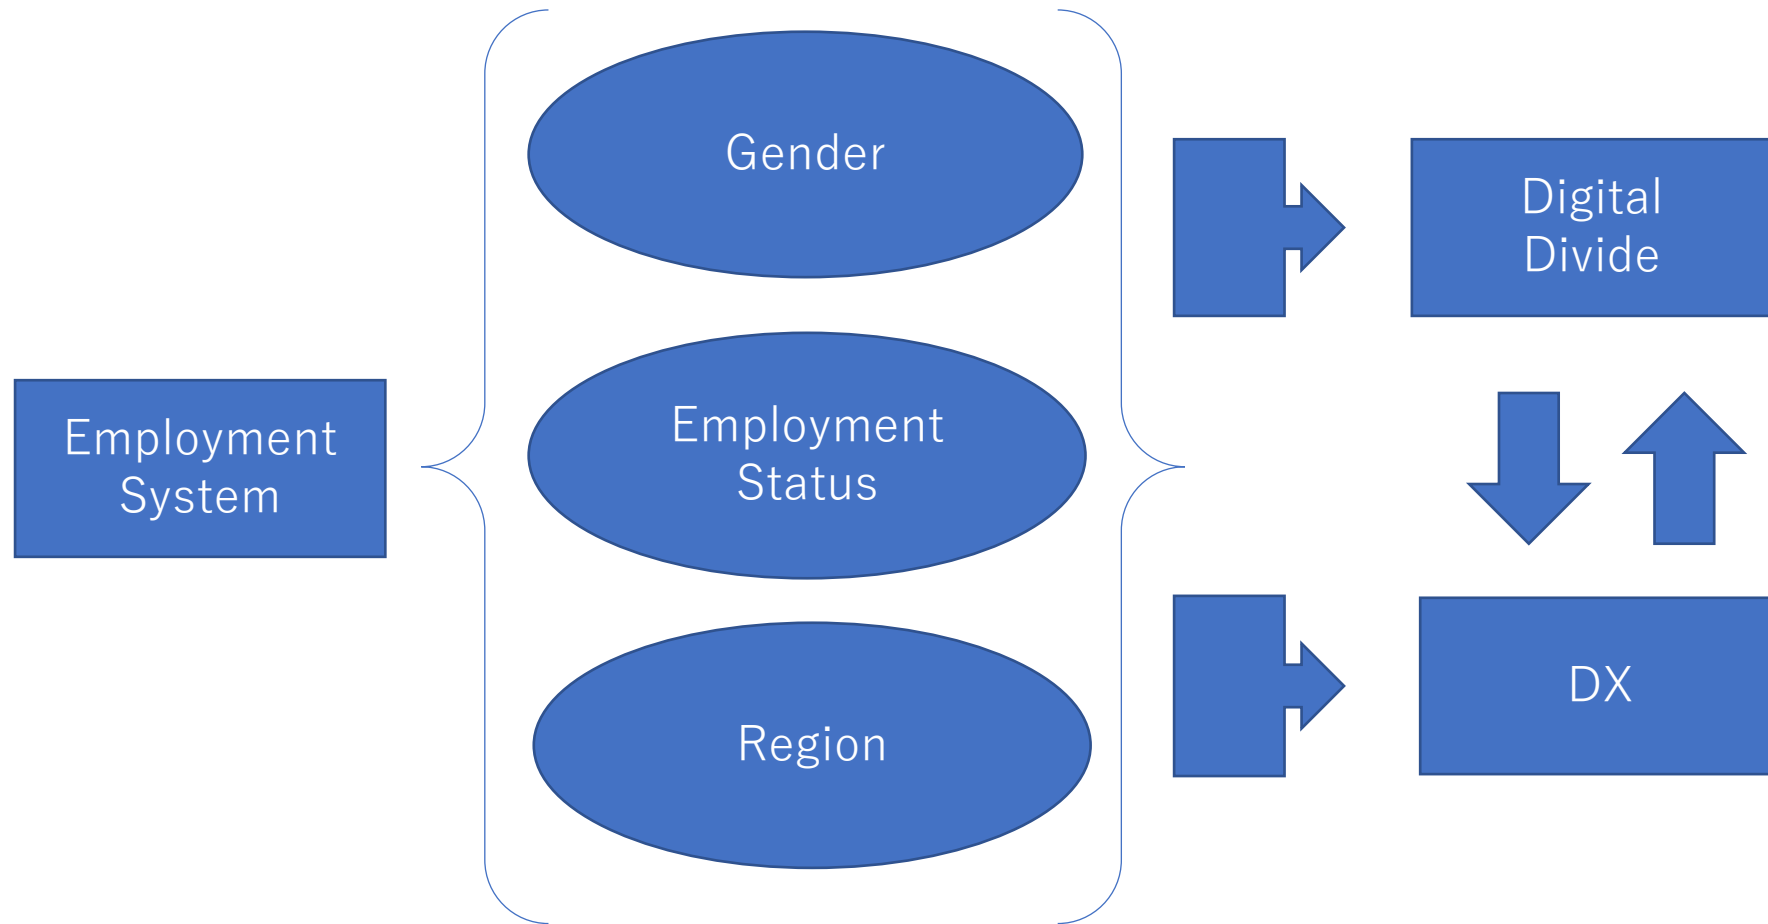 Employment
System
Gender
Employment
Status
Region
Digital
Divide
DX